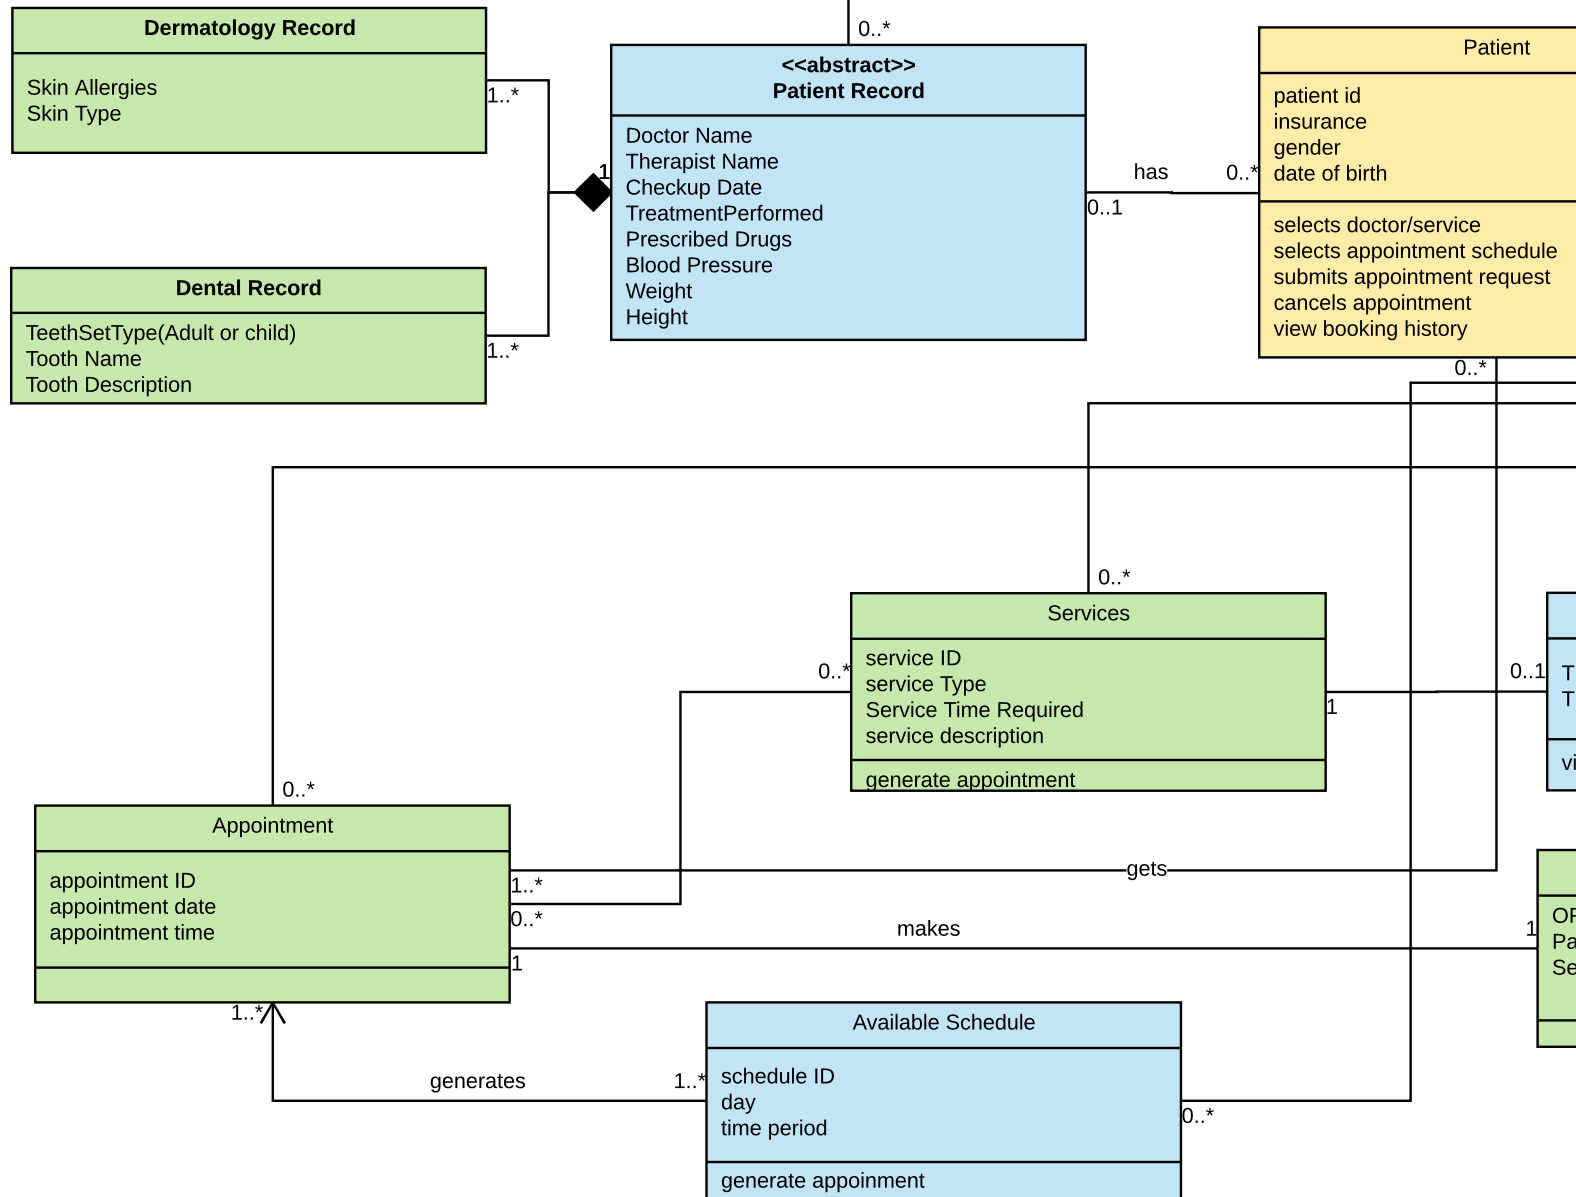 Dermatology Record
Skin Allergies
Skin Type
1..*
0..*
<<abstract>>
Patient Record
Doctor Name
Therapist Name
Checkup Date
TreatmentPerformed
Prescribed Drugs
Blood Pressure
Weight
Height
1
has
0..*
0..1
Patient
patient id
insurance
gender
date of birth
selects doctor/service
selects appointment schedule
submits appointment request
cancels appointment
view booking history
0..*
Dental Record
TeethSetType(Adult or child)
Tooth Name
Tooth Description
1..*
0..*
Services
service ID
service Type
Service Time Required
service description
generate appointment
0..*
1
0..1
T
T
vi
0..*
Appointment
appointment ID
appointment date
appointment time
1..*
gets
0..*
makes
1
1
OF
Pa
Se
1..*
generates
1..*
Available Schedule
schedule ID
day
time period
generate appoinment
0..*